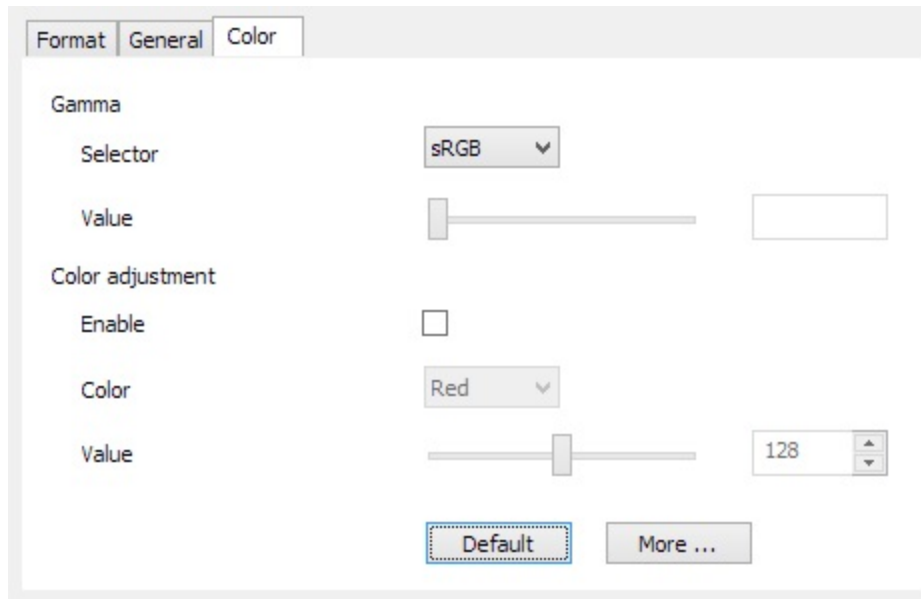 Format General Color
Gamma
Selector sRGB
Value
Color adjustment
Enable
Color Red
Value 128
Default More ...